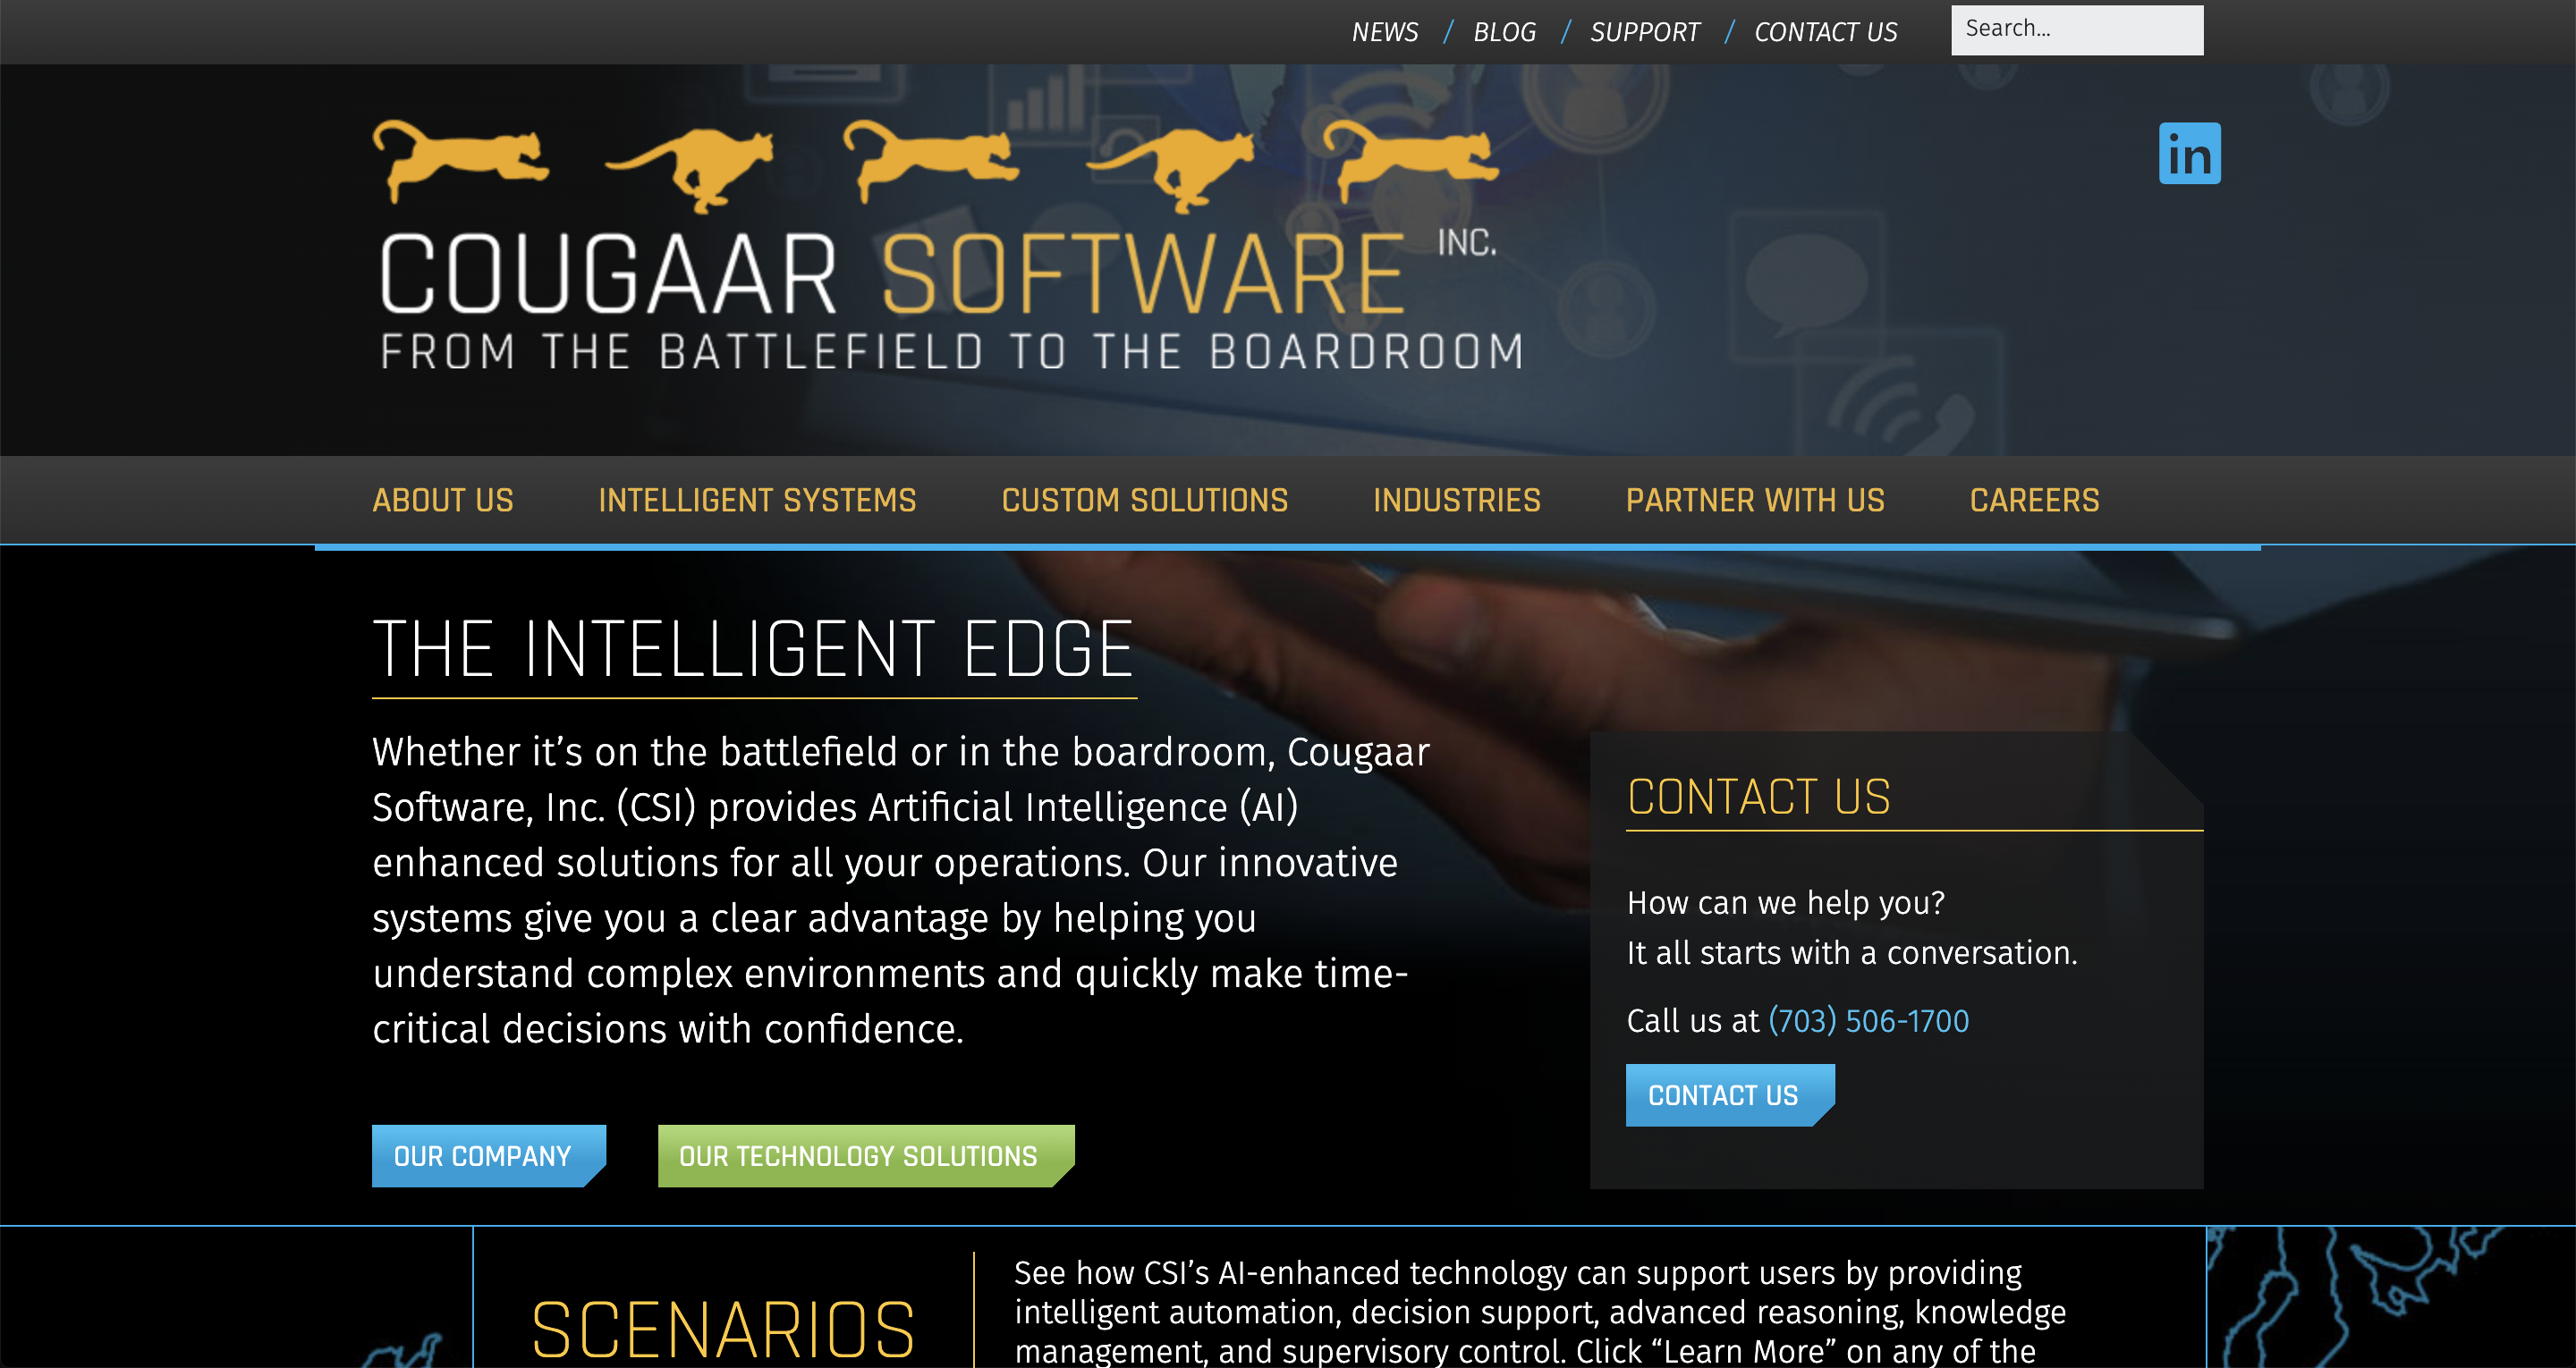 NEWS / BLOG / SUPPORT / CONTACT US
Search...
in
COUGAAR SOFTWARE INC.
FROM THE BATTLEFIELD TO THE BOARDROOM
ABOUT US INTELLIGENT SYSTEMS CUSTOM SOLUTIONS INDUSTRIES PARTNER WITH US CAREERS
THE INTELLIGENT EDGE
Whether it’s on the battlefield or in the boardroom, Cougaar
Software, Inc. (CSI) provides Artificial Intelligence (AI)
enhanced solutions for all your operations. Our innovative
systems give you a clear advantage by helping you
understand complex environments and quickly make time-
critical decisions with confidence.
OUR COMPANY
OUR TECHNOLOGY SOLUTIONS
CONTACT US
How can we help you?
It all starts with a conversation.
Call us at (703) 506-1700
CONTACT US
SCENARIOS
See how CSI’s AI-enhanced technology can support users by providing
intelligent automation, decision support, advanced reasoning, knowledge
management, and supervisory control. Click “Learn More” on any of the